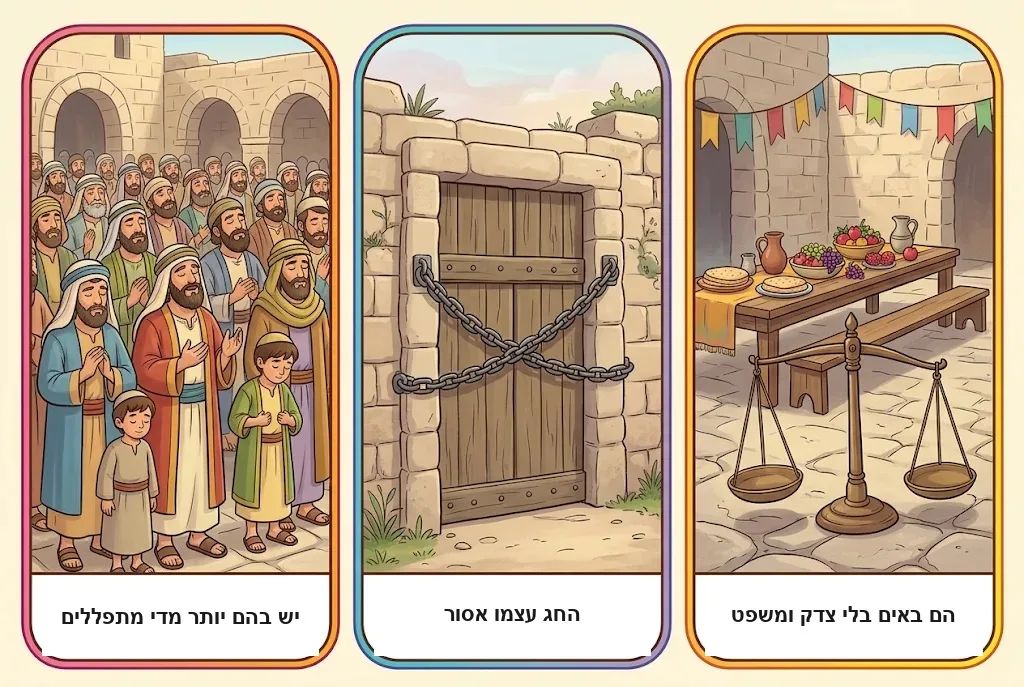 הם באים בלי צדק ומשפט
החג עצמו אסור
יש בהם יותר מדי מתפללים